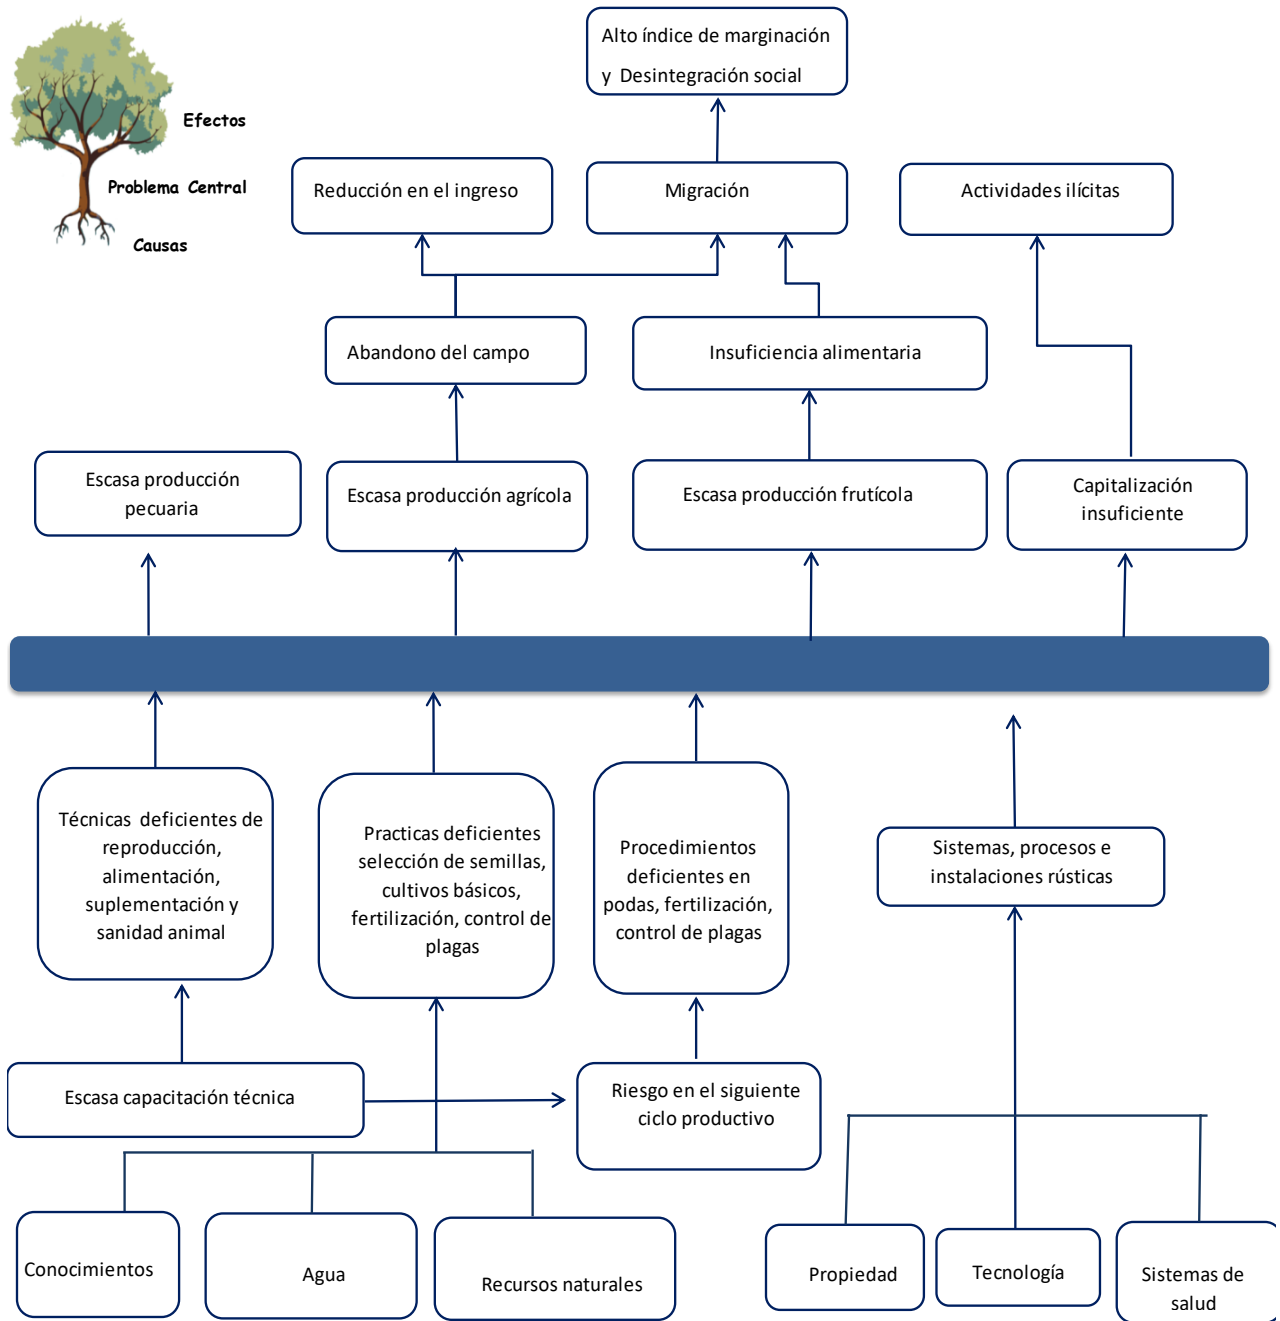 Alto índice de marginación
y Desintegración social
Efectos
Problema Central
Causas
Reducción en el ingreso
Migración
Actividades ilícitas
Abandono del campo
Insuficiencia alimentaria
Escasa producción
pecuaria
Escasa producción agrícola
Escasa producción frutícola
Capitalización
insuficiente
Técnicas deficientes de
reproducción,
alimentación,
suplementación y
sanidad animal
Practicas deficientes
selección de semillas,
cultivos básicos,
fertilización, control de
plagas
Procedimientos
deficientes en
podas, fertilización,
control de plagas
Sistemas, procesos e
instalaciones rústicas
Escasa capacitación técnica
Riesgo en el siguiente
ciclo productivo
Conocimientos
Agua
Recursos naturales
Propiedad
Tecnología
Sistemas de
salud